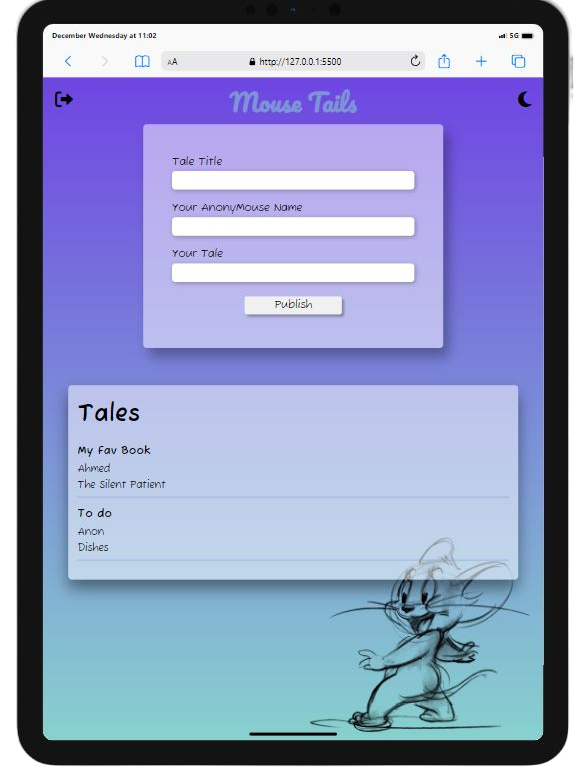 December Wednesday at 11:02
5G
AA
http://127.0.0.1:5500
Mouse Tails
Tale Title
Your AnonyMouse Name
Your Tale
Publish
Tales
My Fav Book
Ahmed
The Silent Patient
To do
Anon
Dishes